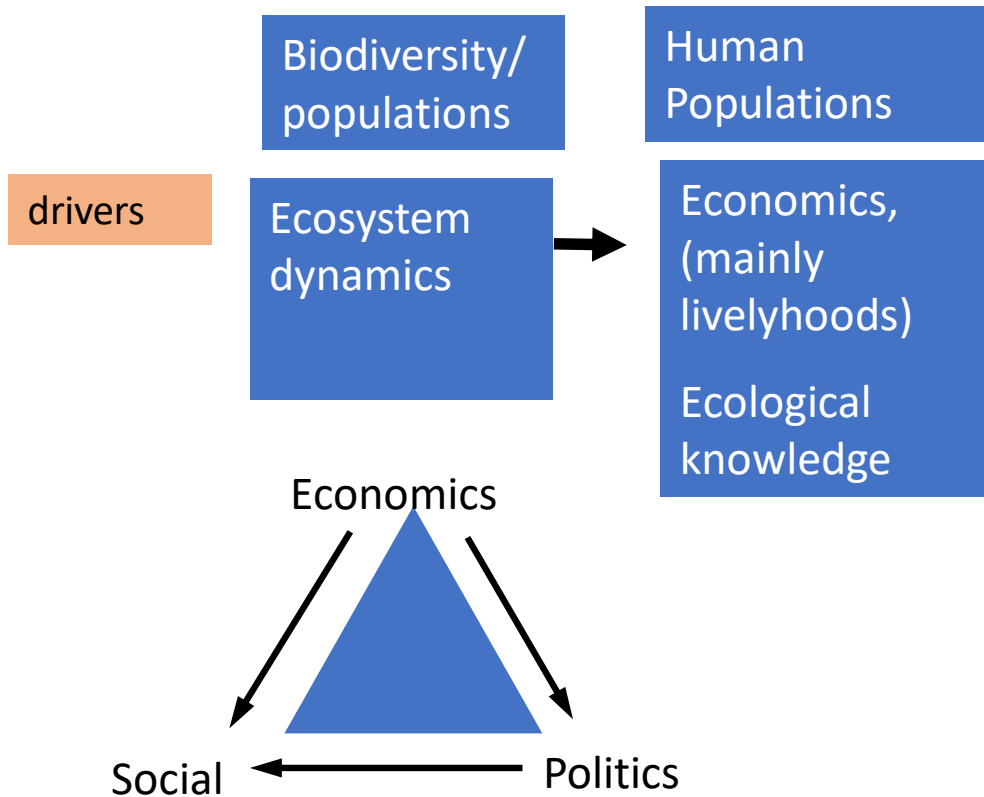 Biodiversity/
populations
Human
Populations
drivers
Ecosystem
dynamics
Economics,
(mainly
livelyhoods)
Ecological
knowledge
Economics
Social
Politics